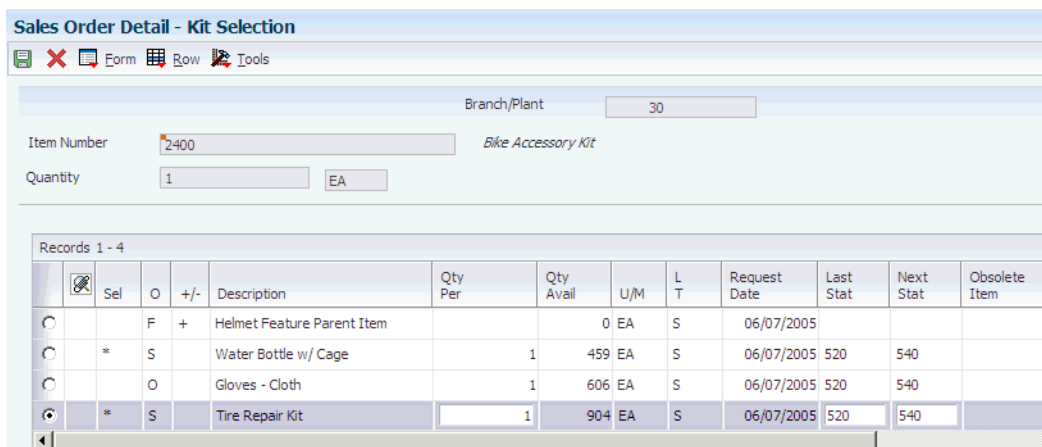 Sales Order Detail - Kit Selection
Form Row Tools
Branch/Plant 30
Item Number 2400 Bike Accessory Kit
Quantity 1 EA
Records 1 - 4
Sel O +/- Description Qty Per Qty Avail U/M L T Request Date Last Stat Next Stat Obsolete Item
F + Helmet Feature Parent Item 0 EA S 06/07/2005
* S Water Bottle w/ Cage 1 459 EA S 06/07/2005 520 540
O Gloves - Cloth 1 606 EA S 06/07/2005 520 540
* S Tire Repair Kit 1 904 EA S 06/07/2005 520 540